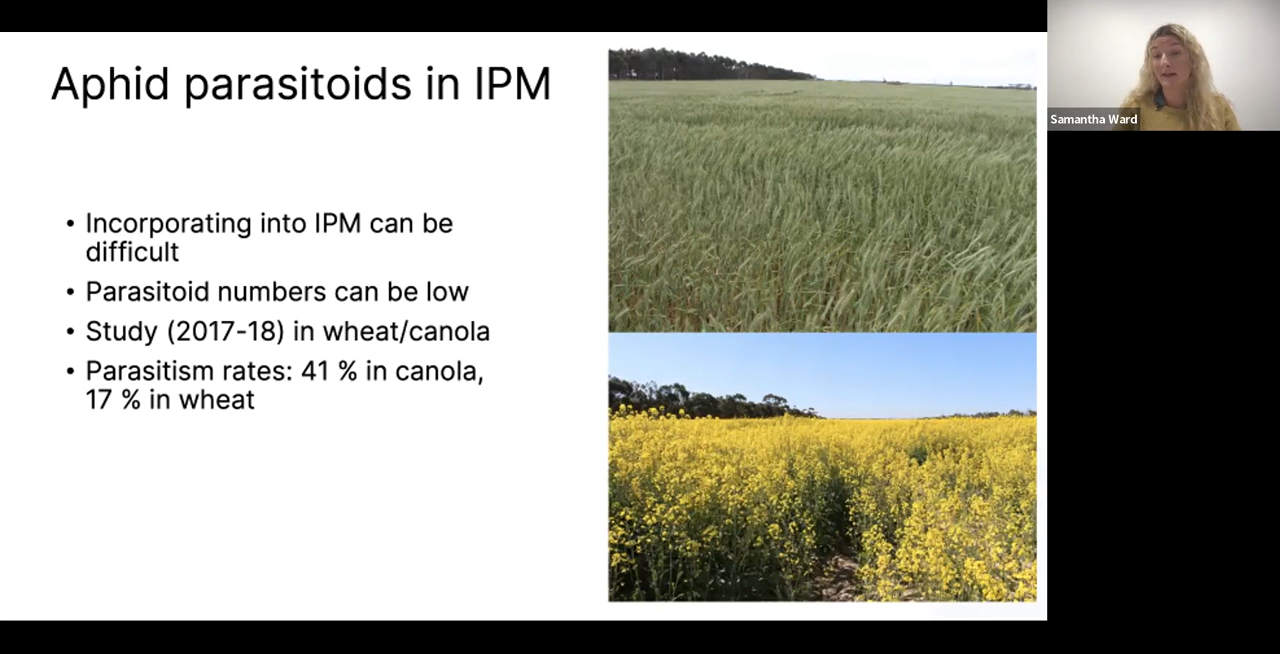 Aphid parasitoids in IPM
• Incorporating into IPM can be
difficult
• Parasitoid numbers can be low
• Study (2017-18) in wheat/canola
• Parasitism rates: 41 % in canola,
17 % in wheat
Samantha Ward